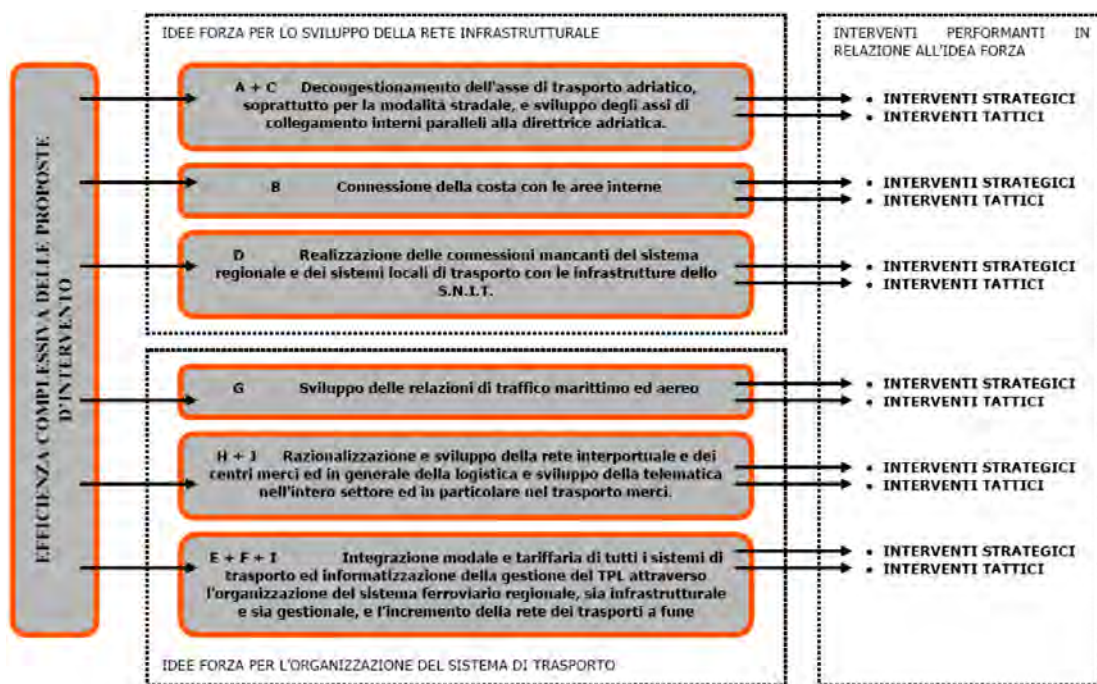 IDEE FORZA PER LO SVILUPPO DELLA RETE INFRASTRUTTURALE
INTERVENTI PERFORMANTI IN
RELAZIONE ALL'IDEA FORZA
EFFICIENZA COMPLESSIVA DELLE PROPOSTE
D'INTERVENTO
A + C Decongestionamento dell'asse di trasporto adriatico,
soprattutto per la modalità stradale, e sviluppo degli assi di
collegamento interni paralleli alla direttrice adriatica.
• INTERVENTI STRATEGICI
• INTERVENTI TATTICI
B Connessione della costa con le aree interne
• INTERVENTI STRATEGICI
• INTERVENTI TATTICI
D Realizzazione delle connessioni mancanti del sistema
regionale e dei sistemi locali di trasporto con le infrastrutture dello
S.N.I.T.
• INTERVENTI STRATEGICI
• INTERVENTI TATTICI
G Sviluppo delle relazioni di traffico marittimo ed aereo
• INTERVENTI STRATEGICI
• INTERVENTI TATTICI
H + J Razionalizzazione e sviluppo della rete interportuale e dei
centri merci ed in generale della logistica e sviluppo della telematica
nell'intero settore ed in particolare nel trasporto merci.
• INTERVENTI STRATEGICI
• INTERVENTI TATTICI
E + F + I Integrazione modale e tariffaria di tutti i sistemi di
trasporto ed informatizzazione della gestione del TPL attraverso
l'organizzazione del sistema ferroviario regionale, sia infrastrutturale
e sia gestionale, e l'incremento della rete dei trasporti a fune
• INTERVENTI STRATEGICI
• INTERVENTI TATTICI
IDEE FORZA PER L'ORGANIZZAZIONE DEL SISTEMA DI TRASPORTO